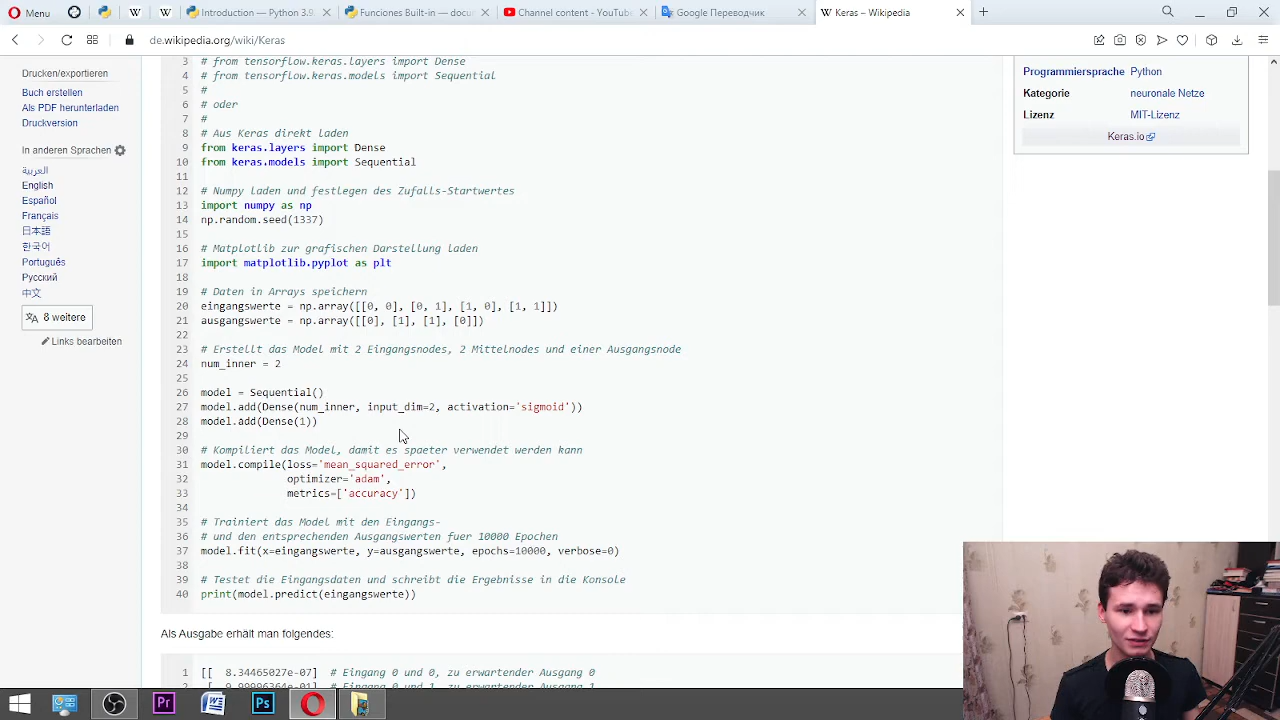 Menu
Introduction — Python 3.9.
Funciones Built-in — docu
Channel content - YouTube
Google Переводчик
Keras – Wikipedia
de.wikipedia.org/wiki/Keras
Drucken/exportieren
Buch erstellen
Als PDF herunterladen
Druckversion
In anderen Sprachen
العربية
English
Español
Français
日本語
한국어
Português
Русский
中文
8 weitere
Links bearbeiten
3 # from tensorflow.keras.layers import Dense
4 # from tensorflow.keras.models import Sequential
5 #
6 # oder
7 #
8 # Aus Keras direkt laden
9 from keras.layers import Dense
10 from keras.models import Sequential
11
12 # Numpy laden und festlegen des Zufalls-Startwertes
13 import numpy as np
14 np.random.seed(1337)
15
16 # Matplotlib zur grafischen Darstellung laden
17 import matplotlib.pyplot as plt
18
19 # Daten in Arrays speichern
20 eingangswerte = np.array([[0, 0], [0, 1], [1, 0], [1, 1]])
21 ausgangswerte = np.array([[0], [1], [1], [0]])
22
23 # Erstellt das Model mit 2 Eingangsnodes, 2 Mittelnodes und einer Ausgangsnode
24 num_inner = 2
25
26 model = Sequential()
27 model.add(Dense(num_inner, input_dim=2, activation='sigmoid'))
28 model.add(Dense(1))
29
30 # Kompiliert das Model, damit es spaeter verwendet werden kann
31 model.compile(loss='mean_squared_error',
32 optimizer='adam',
33 metrics=['accuracy'])
34
35 # Trainiert das Model mit den Eingangs-
36 # und den entsprechenden Ausgangswerten fuer 10000 Epochen
37 model.fit(x=eingangswerte, y=ausgangswerte, epochs=10000, verbose=0)
38
39 # Testet die Eingangsdaten und schreibt die Ergebnisse in die Konsole
40 print(model.predict(eingangswerte))
Als Ausgabe erhält man folgendes:
1 [[ 8.34465027e-07] # Eingang 0 und 0, zu erwartender Ausgang 0
# Eingang 0 und 1, zu erwartender Ausgang 1
Programmiersprache Python
Kategorie neuronale Netze
Lizenz MIT-Lizenz
Keras.io
Pr
W
Ps